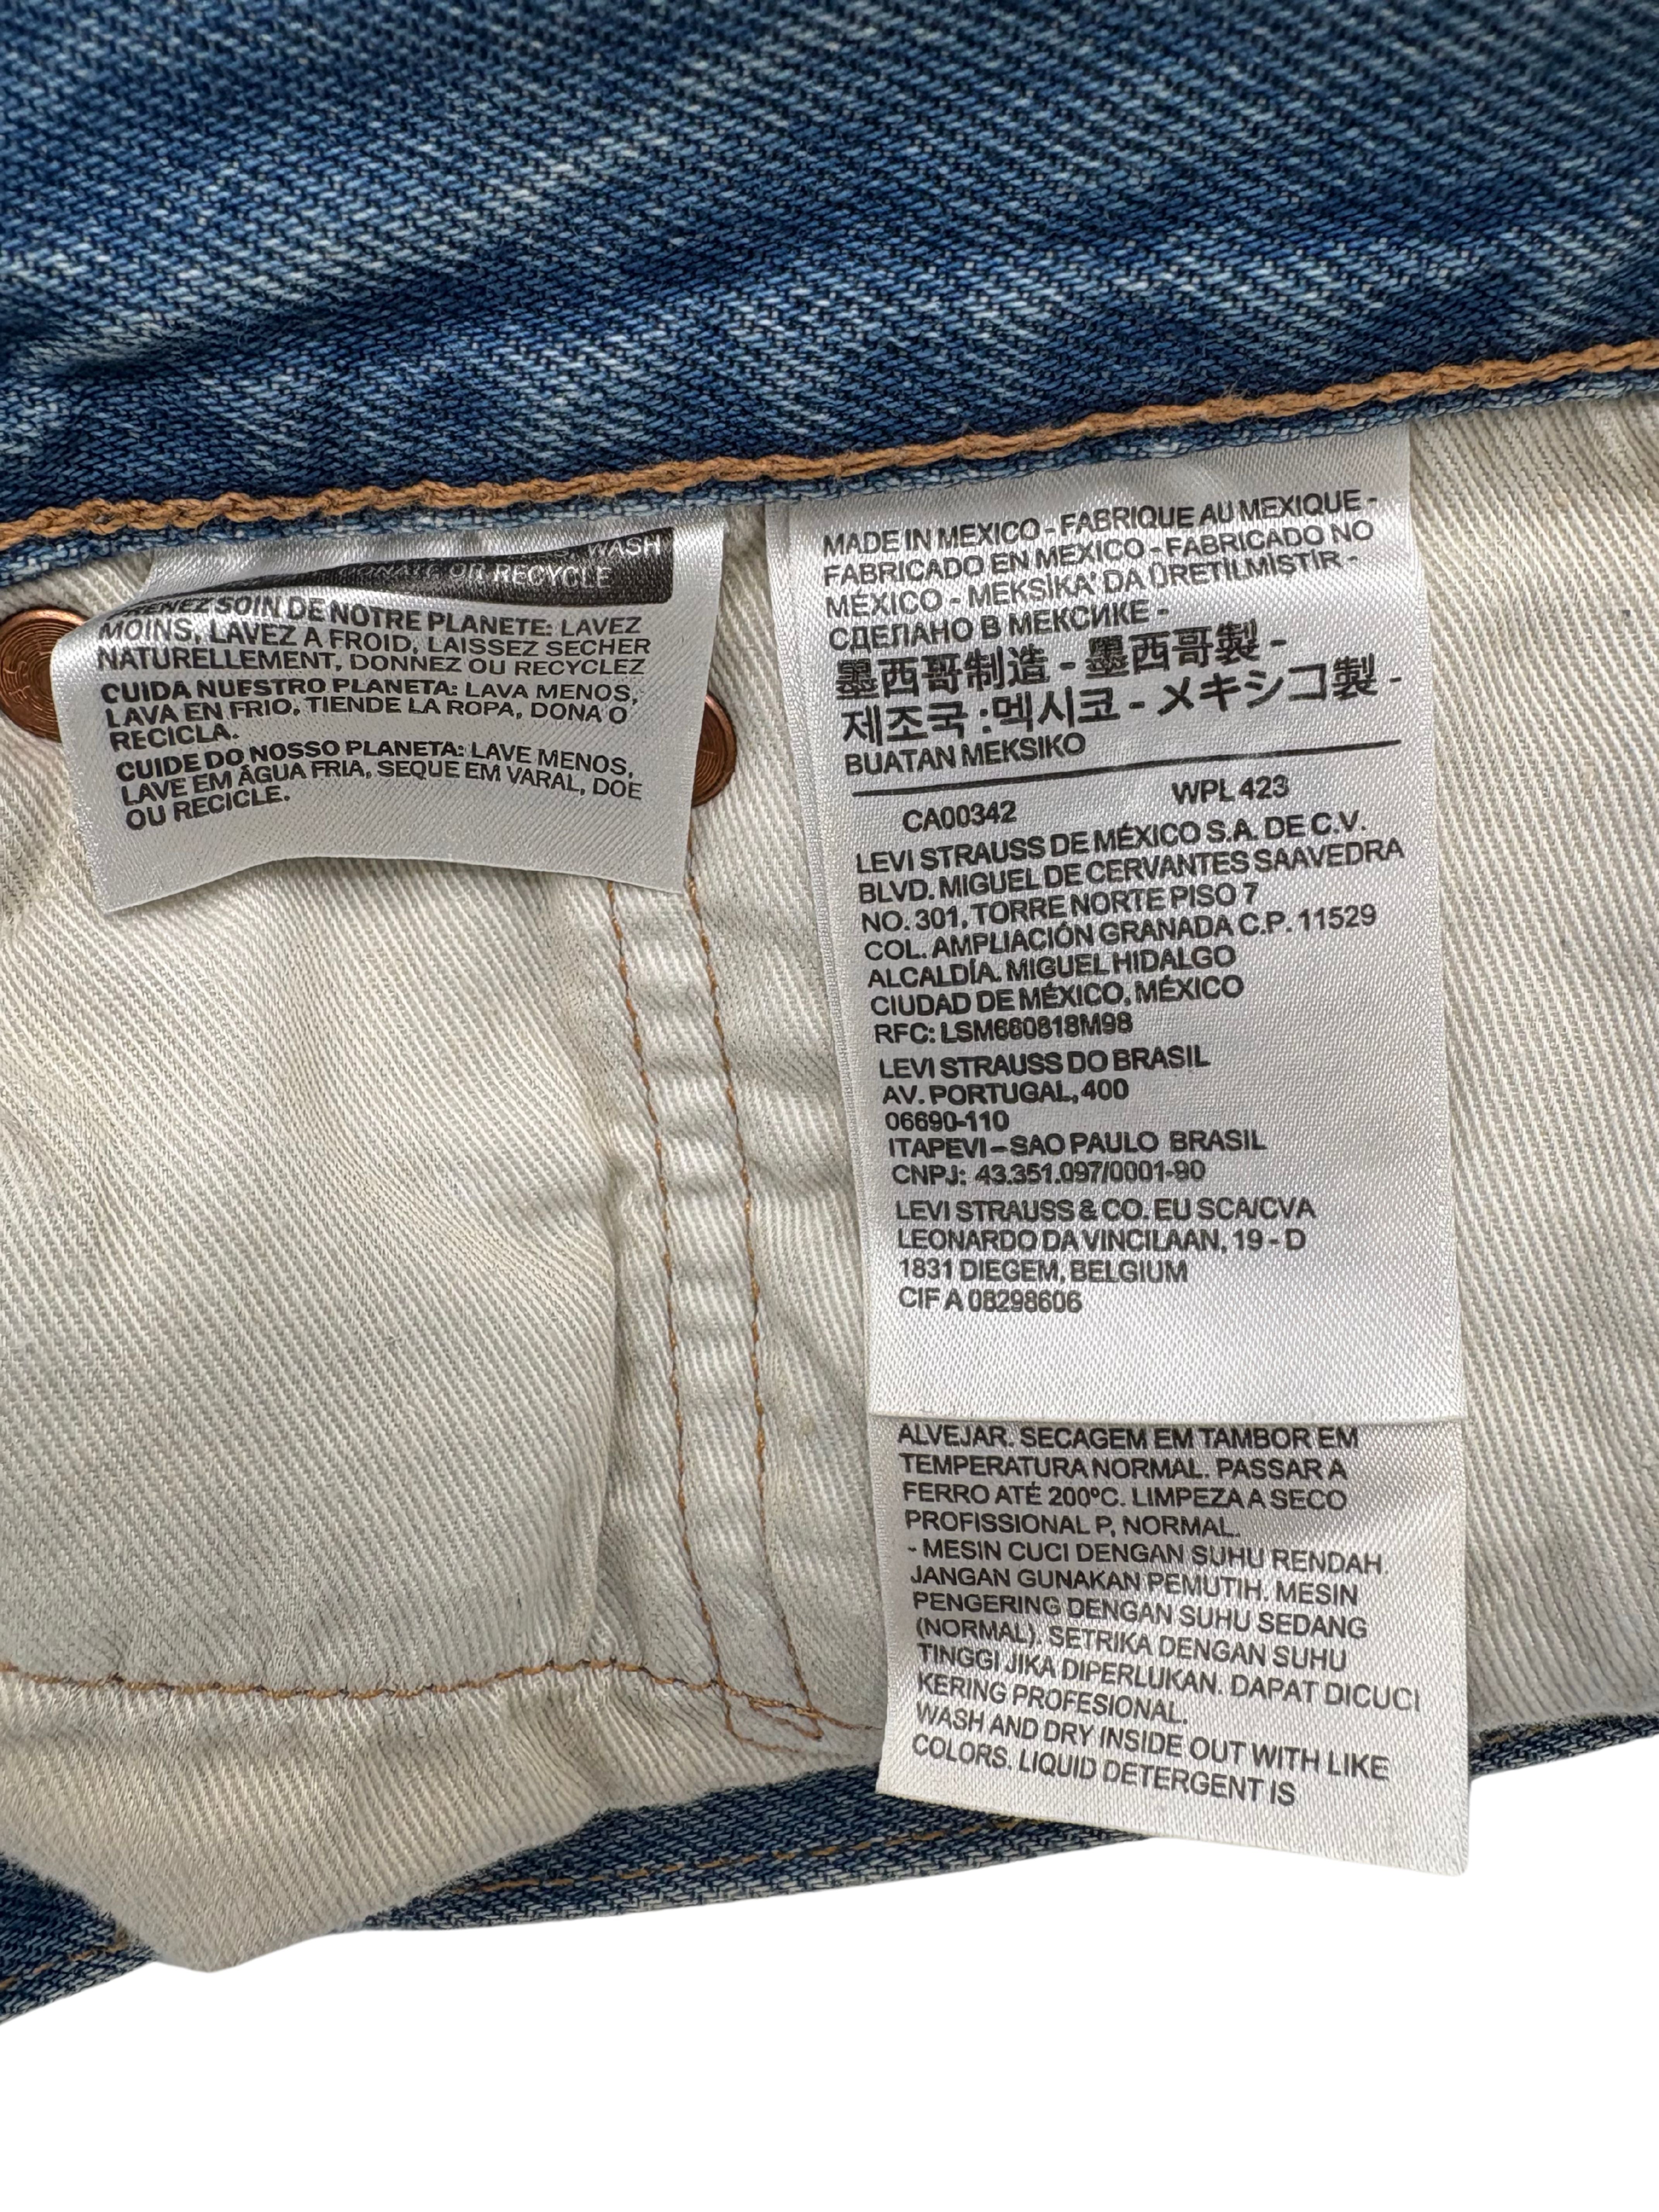 WASH
OR RECYCLE
PRENEZ SOIN DE NOTRE PLANETE: LAVEZ
MOINS, LAVEZ A FROID, LAISSEZ SECHER
NATURELLEMENT, DONNEZ OU RECYCLEZ
CUIDA NUESTRO PLANETA: LAVA MENOS,
LAVA EN FRIO, TIENDE LA ROPA, DONA O
RECICLA.
CUIDE DO NOSSO PLANETA: LAVE MENOS,
LAVE EM ÁGUA FRIA, SEQUE EM VARAL, DOE
OU RECICLE.
MADE IN MEXICO - FABRIQUE AU MEXIQUE -
FABRICADO EN MEXICO - FABRICADO NO
MÉXICO - MEKSİKA' DA ÜRETİLMİŞTİR -
СДЕЛАНО В МЕКСИКЕ -
墨西哥制造 - 墨西哥製 -
제조국 : 멕시코 - メキシコ製 -
BUATAN MEKSIKO
CA00342 WPL 423
LEVI STRAUSS DE MÉXICO S.A. DE C.V.
BLVD. MIGUEL DE CERVANTES SAAVEDRA
NO. 301, TORRE NORTE PISO 7
COL. AMPLIACIÓN GRANADA C.P. 11529
ALCALDÍA. MIGUEL HIDALGO
CIUDAD DE MÉXICO, MÉXICO
RFC: LSM660818M98
LEVI STRAUSS DO BRASIL
AV. PORTUGAL, 400
06690-110
ITAPEVI – SAO PAULO BRASIL
CNPJ: 43.351.097/0001-90
LEVI STRAUSS & CO. EU SCA/CVA
LEONARDO DA VINCILAAN, 19 - D
1831 DIEGEM, BELGIUM
CIF A 08298606
ALVEJAR. SECAGEM EM TAMBOR EM
TEMPERATURA NORMAL. PASSAR A
FERRO ATÉ 200ºC. LIMPEZA A SECO
PROFISSIONAL P, NORMAL.
- MESIN CUCI DENGAN SUHU RENDAH.
JANGAN GUNAKAN PEMUTIH. MESIN
PENGERING DENGAN SUHU SEDANG
(NORMAL). SETRIKA DENGAN SUHU
TINGGI JIKA DIPERLUKAN. DAPAT DICUCI
KERING PROFESIONAL.
WASH AND DRY INSIDE OUT WITH LIKE
COLORS. LIQUID DETERGENT IS